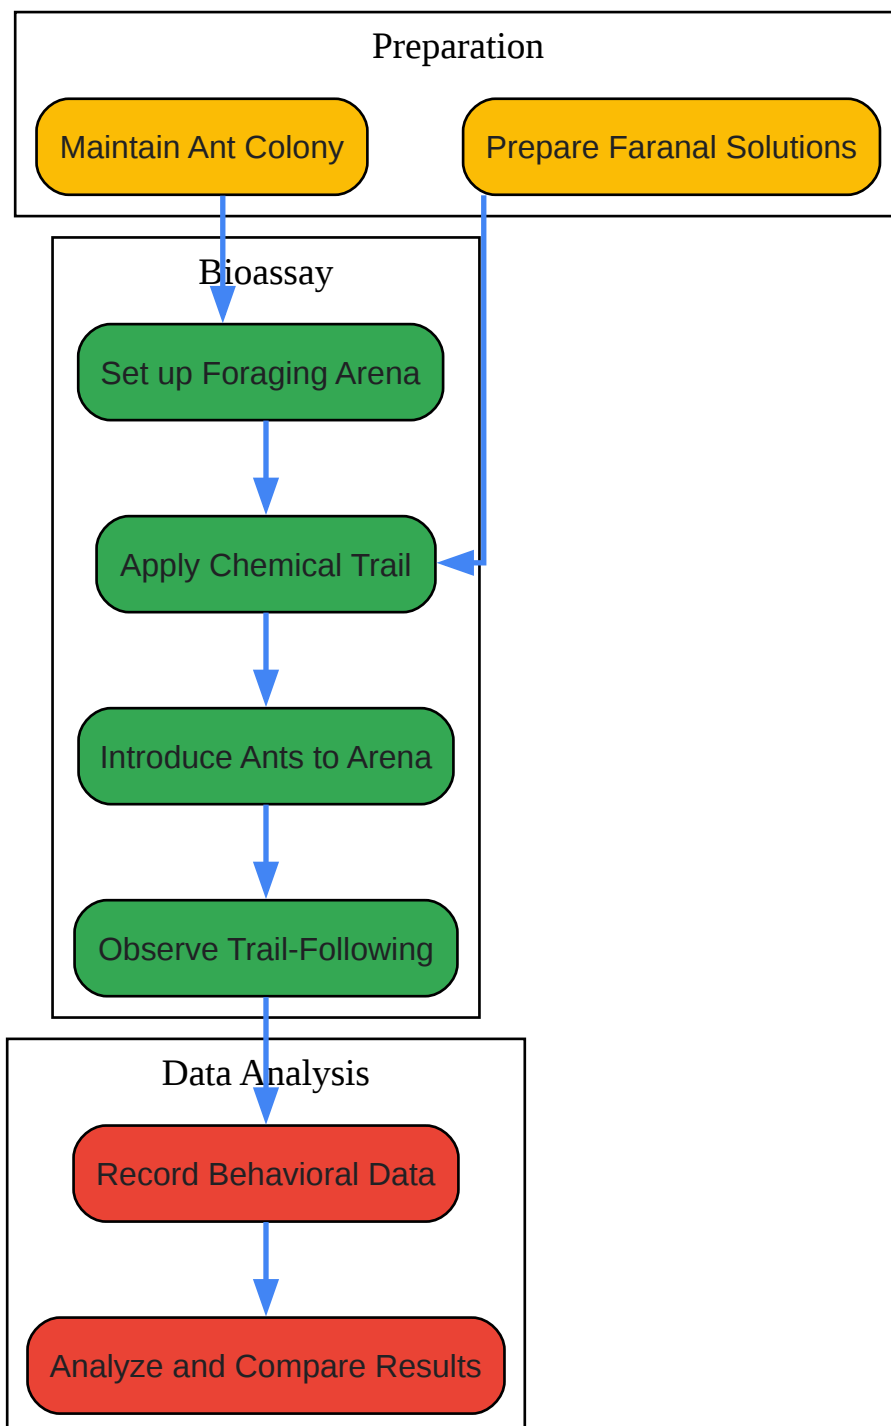 Preparation
Maintain Ant Colony
Prepare Faranal Solutions
Bioassay
Set up Foraging Arena
Apply Chemical Trail
Introduce Ants to Arena
Observe Trail-Following
Data Analysis
Record Behavioral Data
Analyze and Compare Results